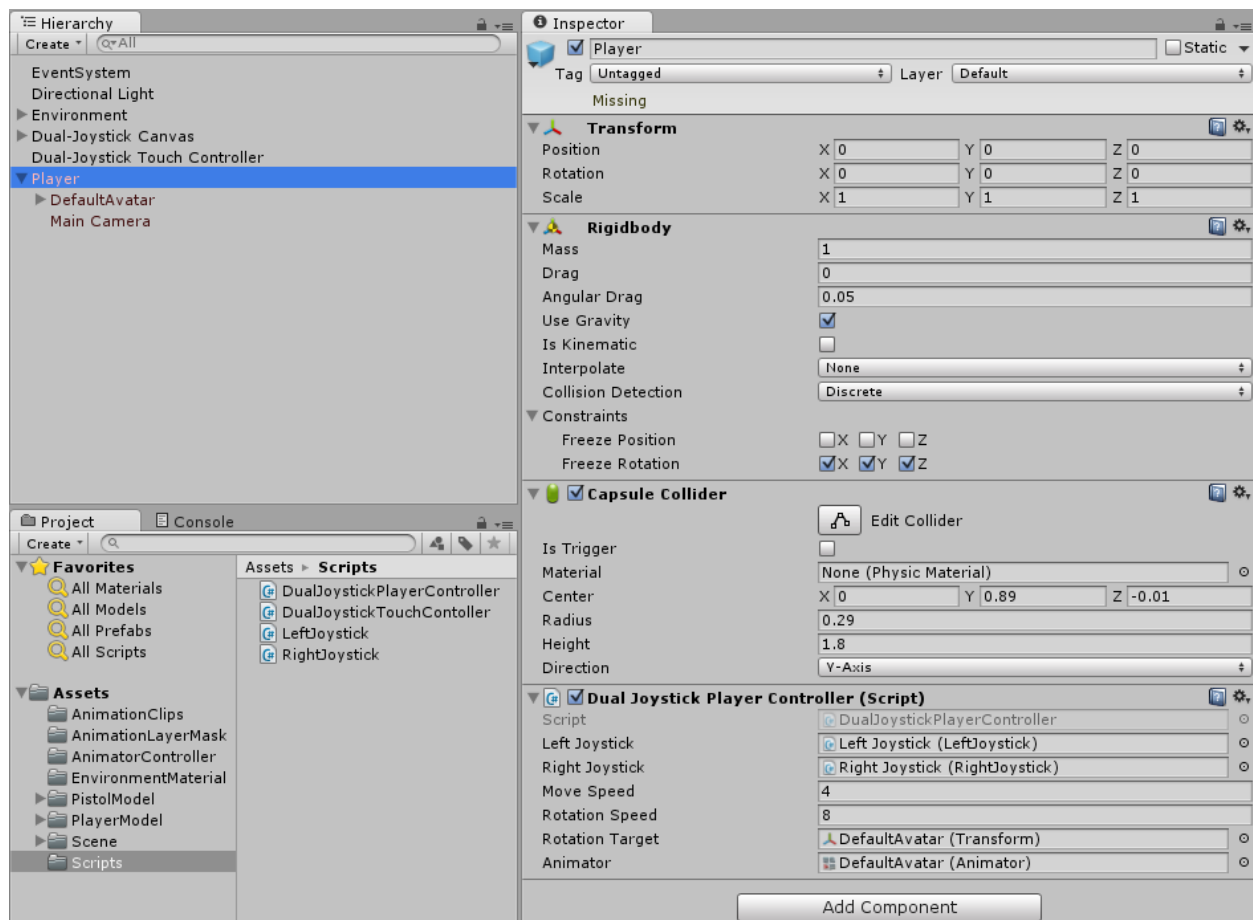 Hierarchy
Create All
EventSystem
Directional Light
Environment
Dual-Joystick Canvas
Dual-Joystick Touch Controller
Player
DefaultAvatar
Main Camera
Project Console
Create
Favorites
All Materials
All Models
All Prefabs
All Scripts
Assets
AnimationClips
AnimationLayerMask
AnimatorController
EnvironmentMaterial
PistolModel
PlayerModel
Scene
Scripts
Assets Scripts
DualJoystickPlayerController
DualJoystickTouchContoller
LeftJoystick
RightJoystick
Inspector
Player Static
Tag Untagged Layer Default
Missing
Transform
Position X 0 Y 0 Z 0
Rotation X 0 Y 0 Z 0
Scale X 1 Y 1 Z 1
Rigidbody
Mass 1
Drag 0
Angular Drag 0.05
Use Gravity
Is Kinematic
Interpolate None
Collision Detection Discrete
Constraints
Freeze Position X Y Z
Freeze Rotation X Y Z
Capsule Collider
Edit Collider
Is Trigger
Material None (Physic Material)
Center X 0 Y 0.89 Z -0.01
Radius 0.29
Height 1.8
Direction Y-Axis
Dual Joystick Player Controller (Script)
Script DualJoystickPlayerController
Left Joystick Left Joystick (LeftJoystick)
Right Joystick Right Joystick (RightJoystick)
Move Speed 4
Rotation Speed 8
Rotation Target DefaultAvatar (Transform)
Animator DefaultAvatar (Animator)
Add Component